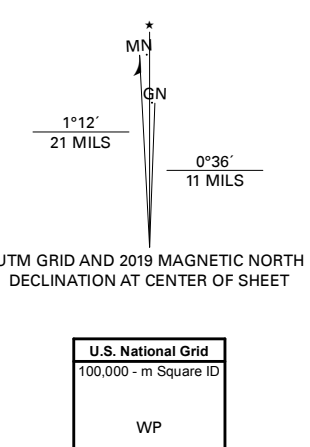 MN
GN
1°12´
21 MILS
0°36´
11 MILS
UTM GRID AND 2019 MAGNETIC NORTH
DECLINATION AT CENTER OF SHEET
U.S. National Grid
100,000 - m Square ID
WP